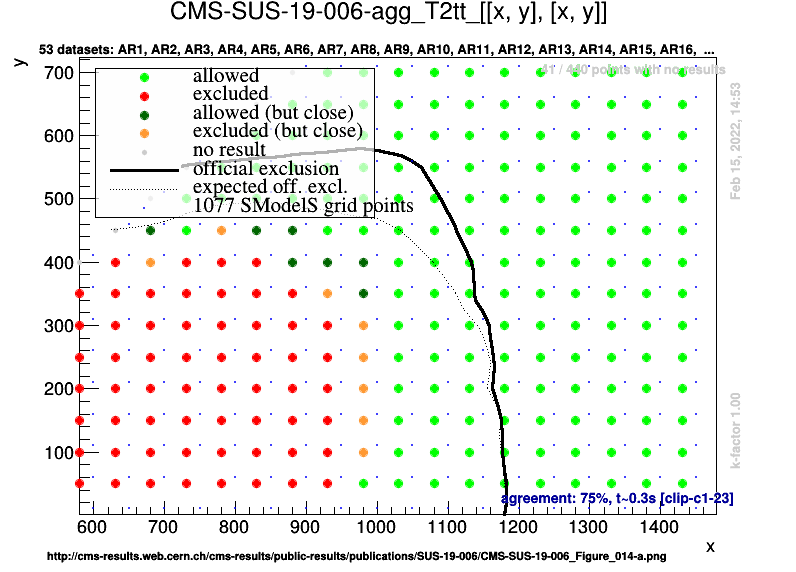 CMS-SUS-19-006-agg_T2tt_[[x, y], [x, y]]
53 datasets: AR1, AR2, AR3, AR4, AR5, AR6, AR7, AR8, AR9, AR10, AR11, AR12, AR13, AR14, AR15, AR16, ...
y
41 / 440 points with no results
allowed
excluded
allowed (but close)
excluded (but close)
no result
official exclusion
expected off. excl.
1077 SModelS grid points
700
600
500
400
300
200
100
Feb 15, 2022, 14:53
k-factor 1.00
agreement: 75%, t~0.3s [clip-c1-23]
600 700 800 900 1000 1100 1200 1300 1400
x
http://cms-results.web.cern.ch/cms-results/public-results/publications/SUS-19-006/CMS-SUS-19-006_Figure_014-a.png